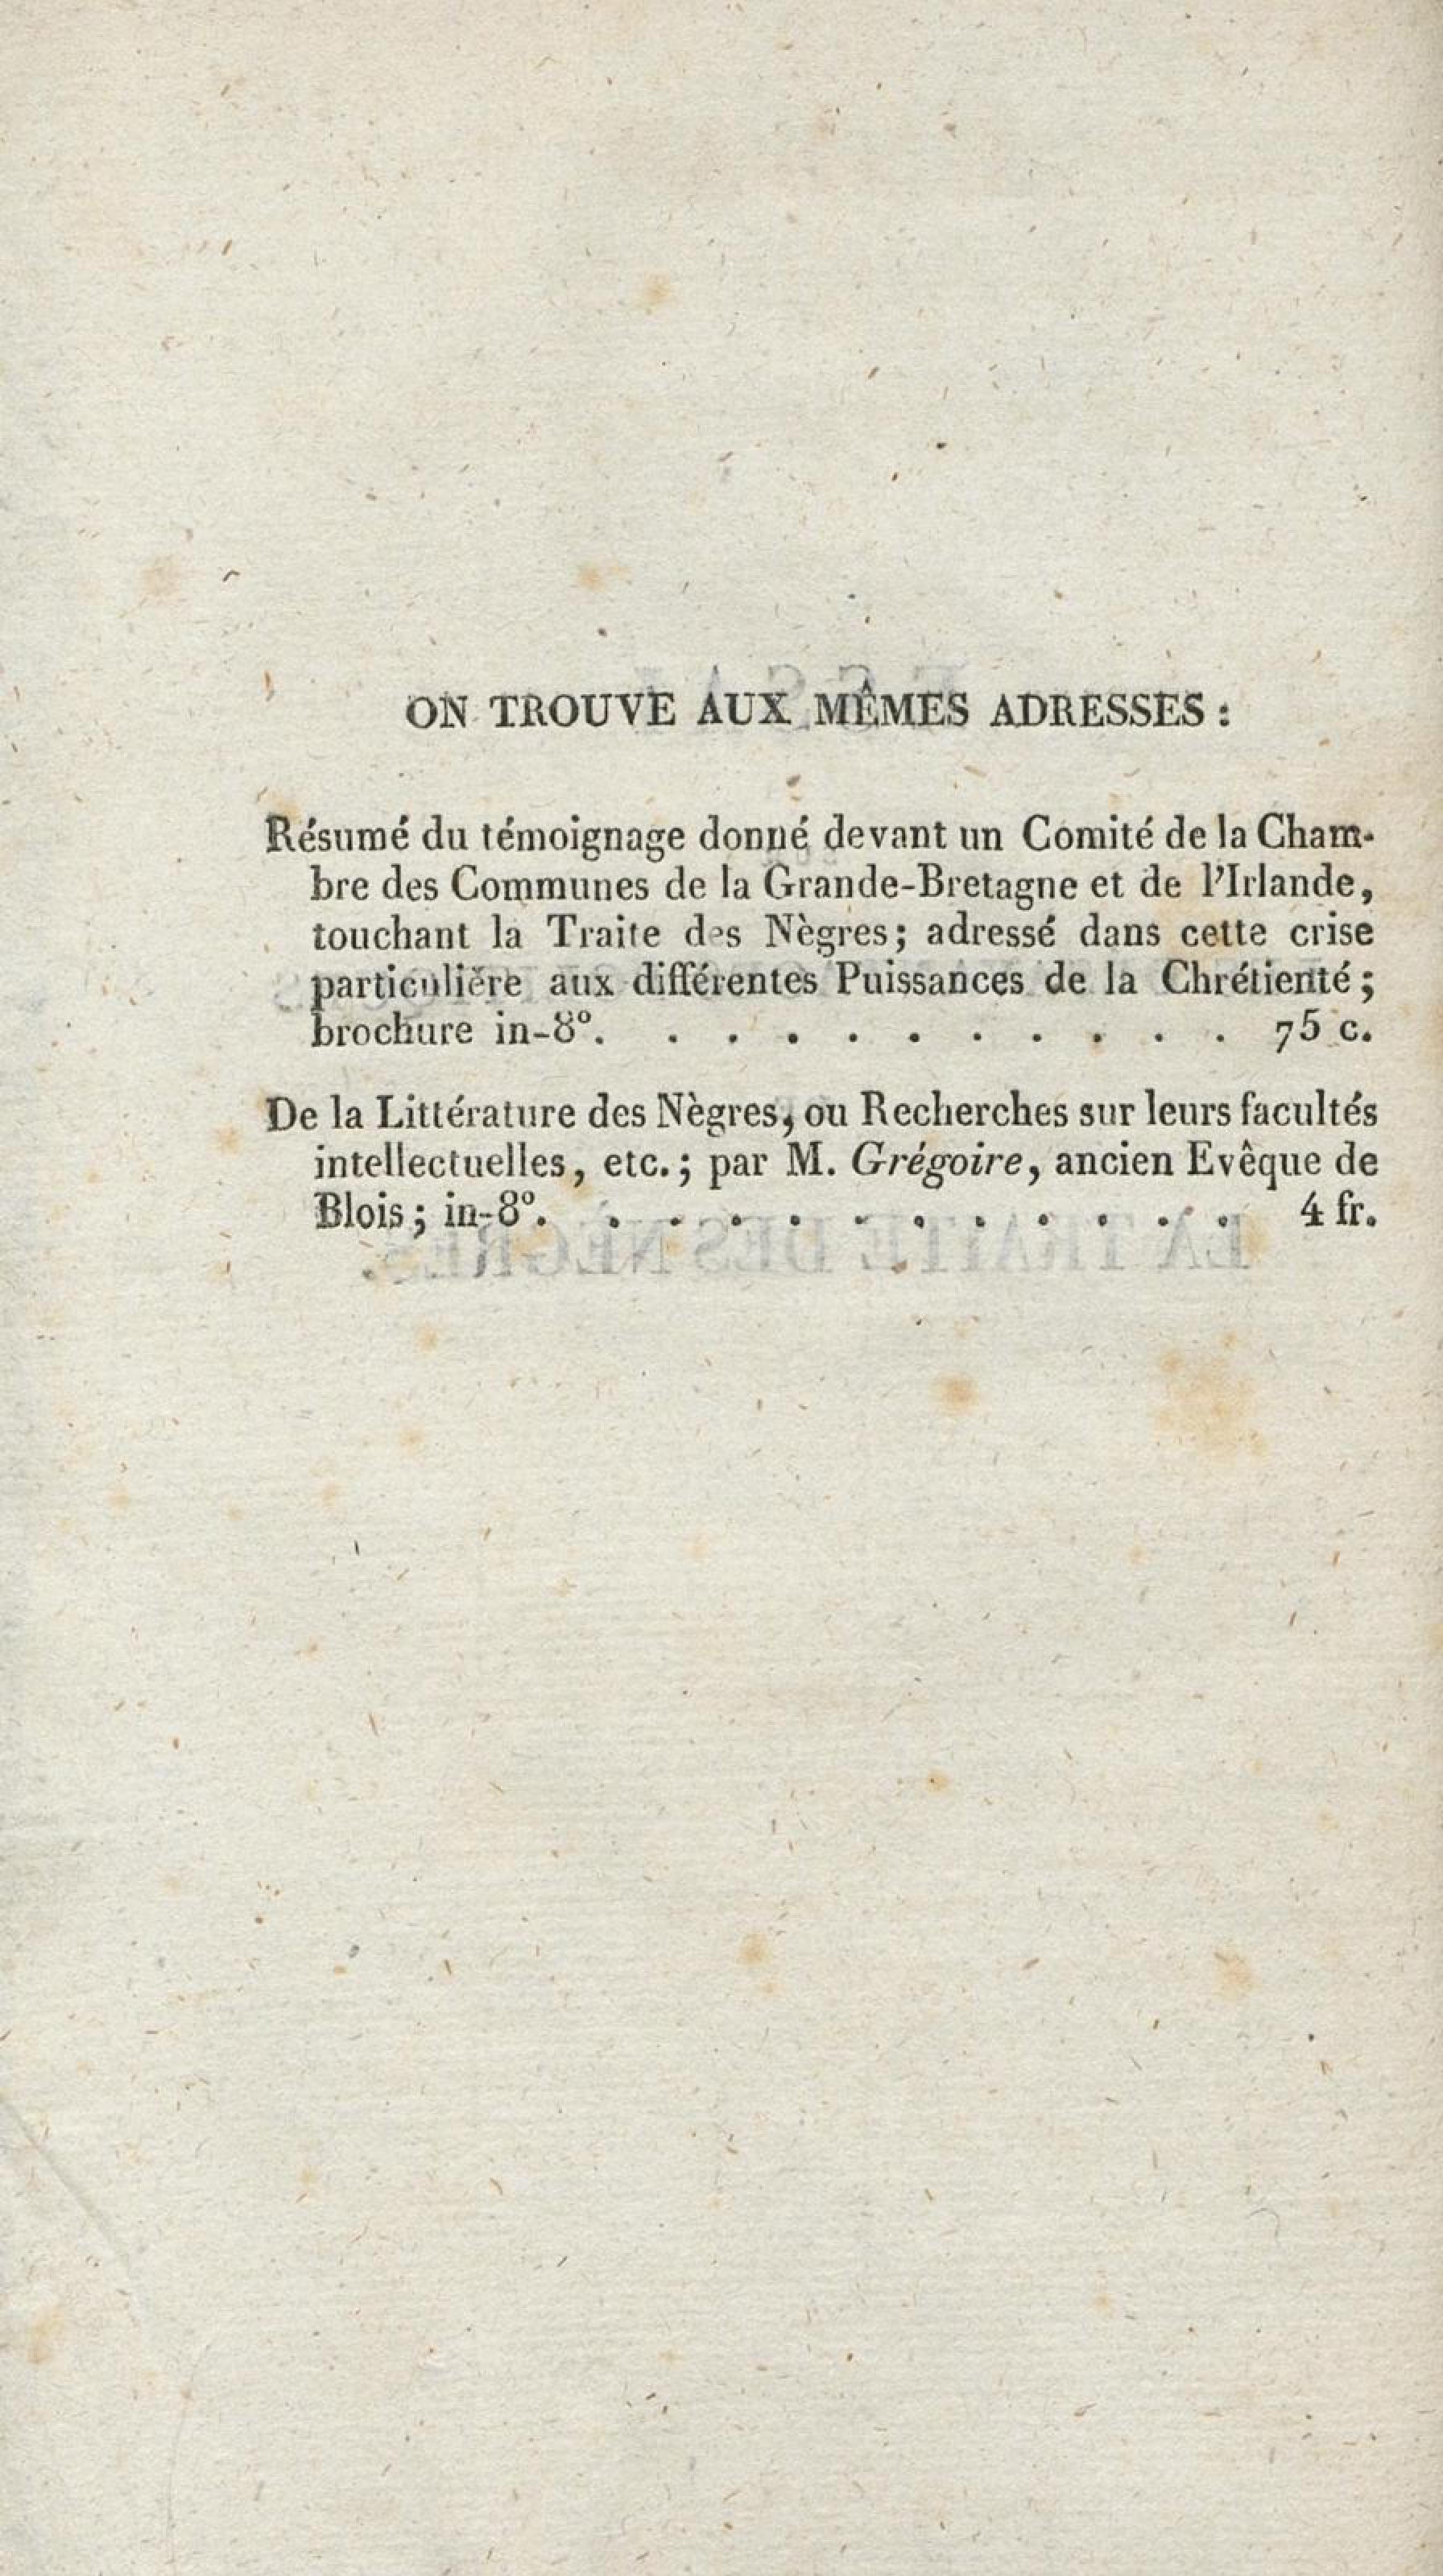 ON TROUVE AUX MÊMES ADRESSES :
Résumé du témoignage donné devant un Comité de la Cham-
bre des Communes de la Grande-Bretagne et de l'Irlande,
touchant la Traite des Nègres; adressé dans cette crise
particulière aux différentes Puissances de la Chrétienté;
brochure in-8°. . . . . . . . . . . . 75 c.
De la Littérature des Nègres, ou Recherches sur leurs facultés
intellectuelles, etc.; par M. Grégoire, ancien Evêque de
Blois; in-8°. . . . . . . . . . . . 4 fr.